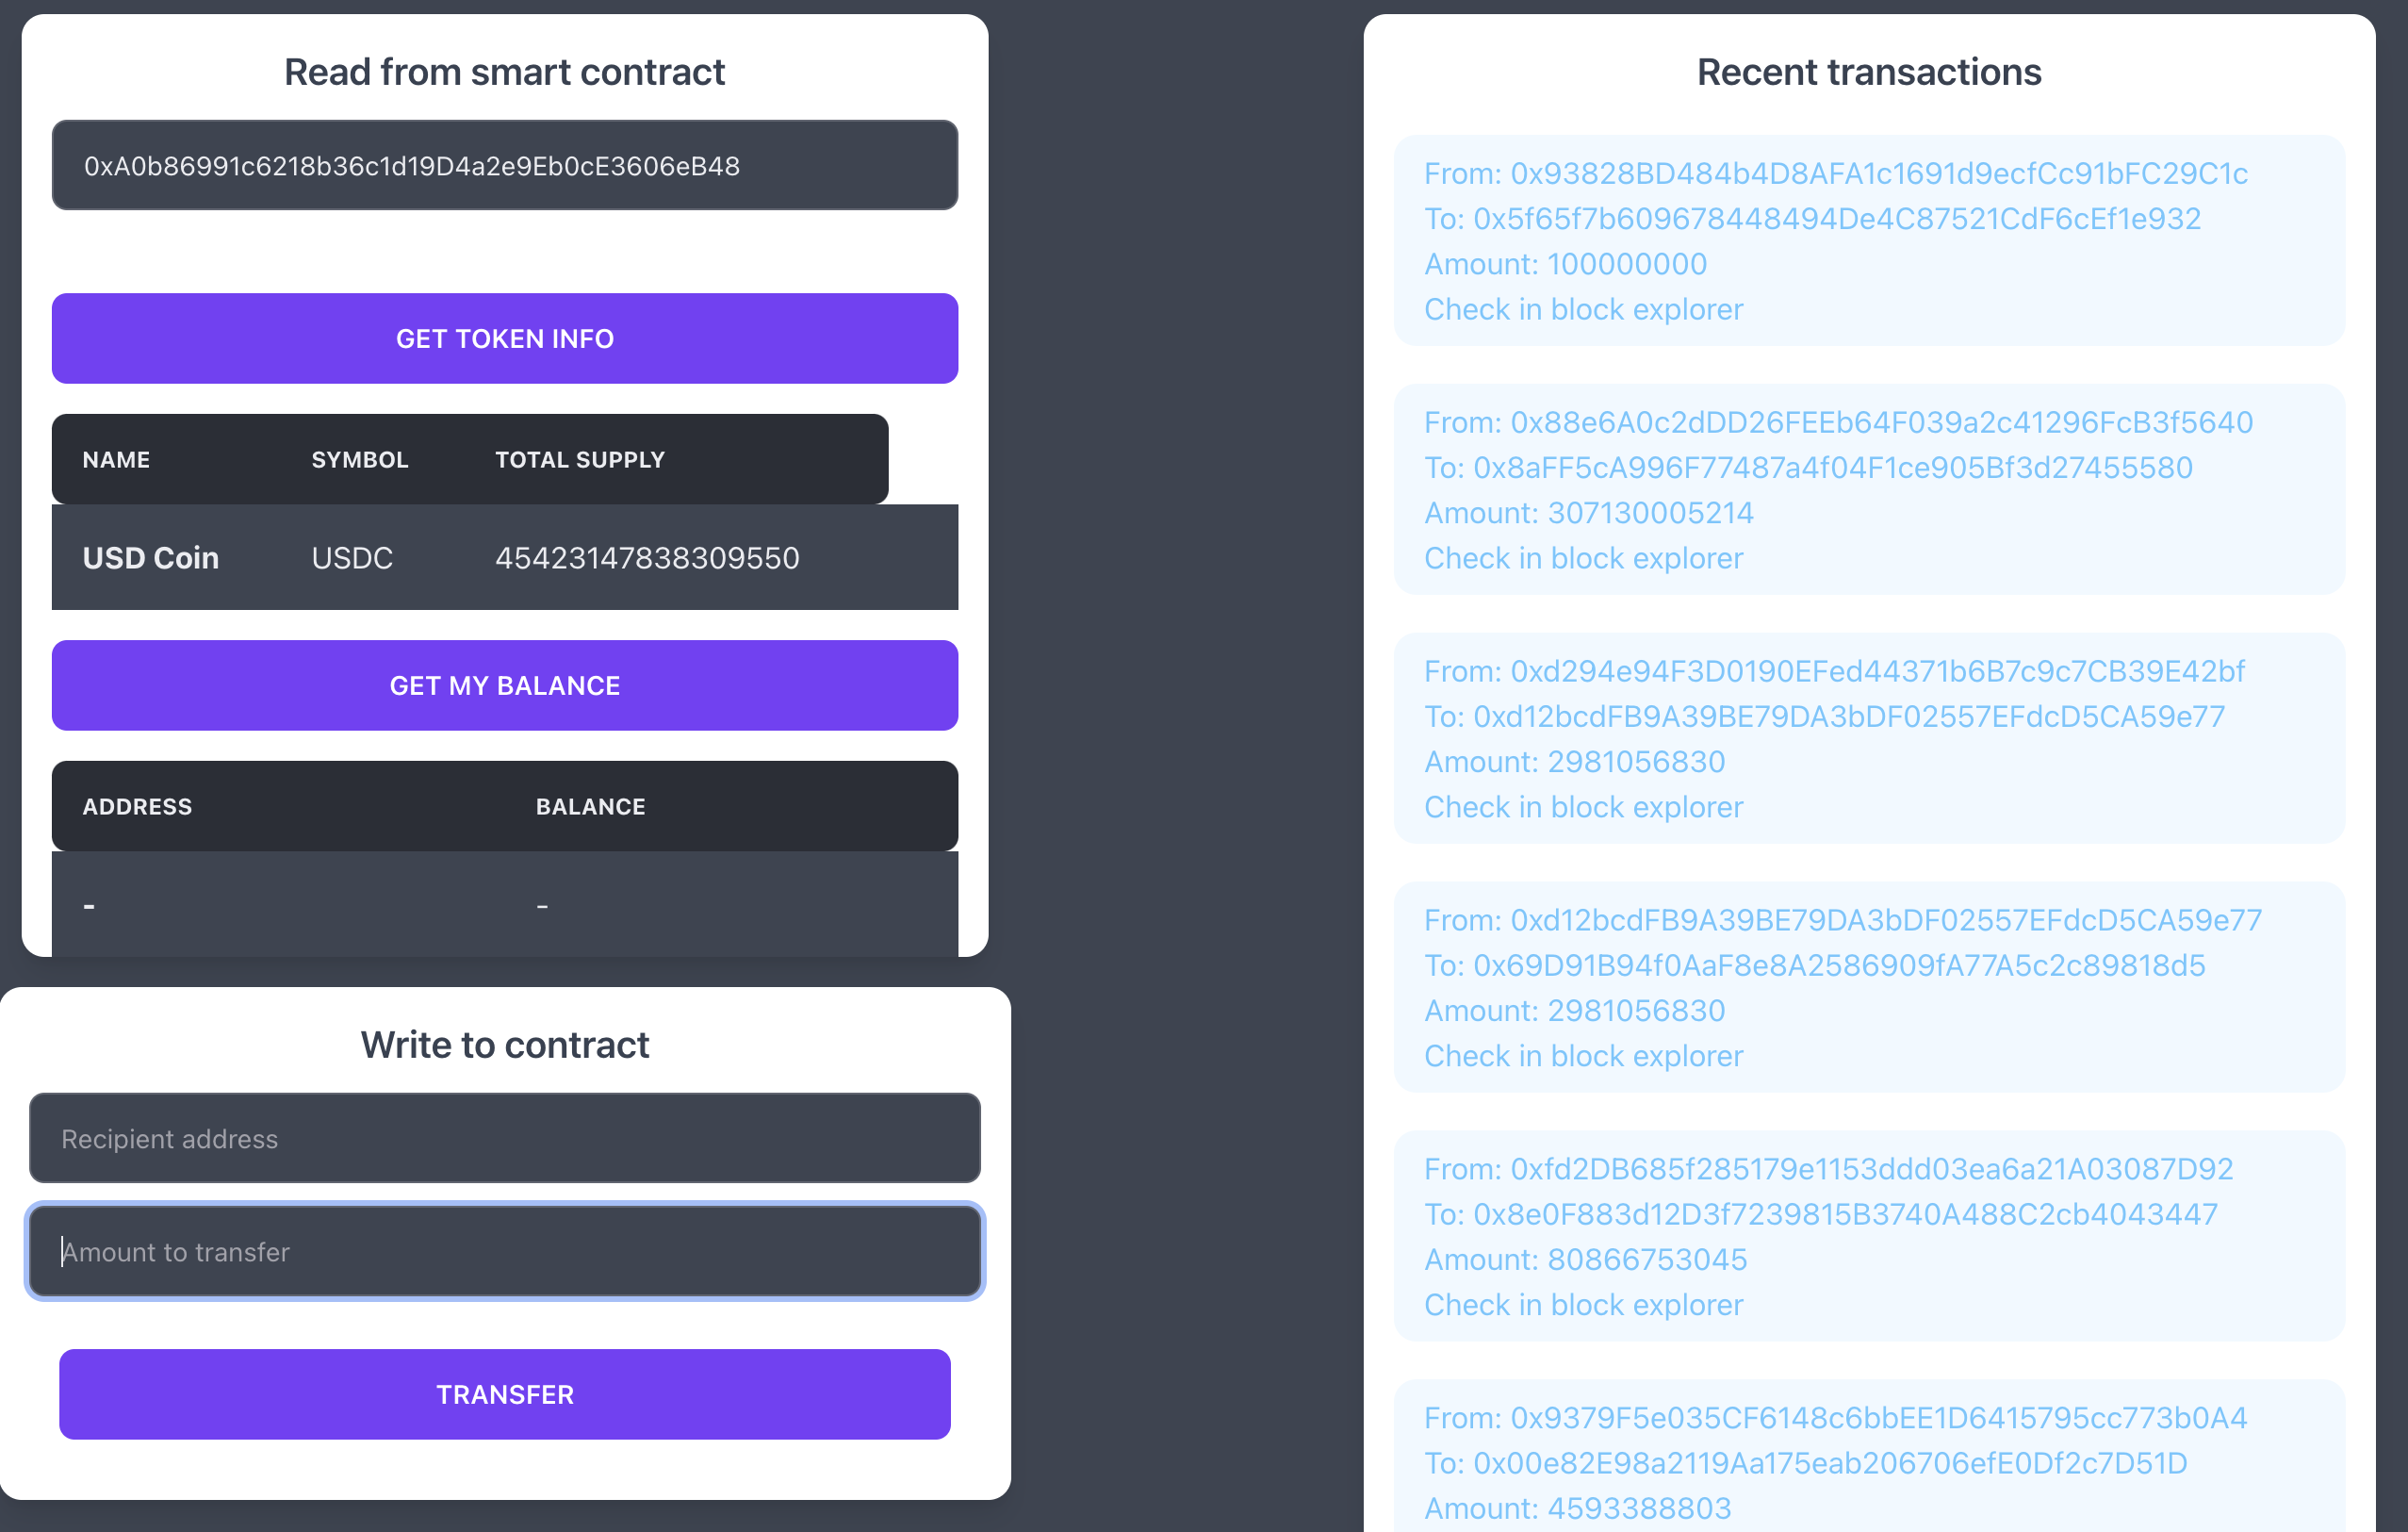 Read from smart contract
0xA0b86991c6218b36c1d19D4a2e9Eb0cE3606eB48
GET TOKEN INFO
NAME SYMBOL TOTAL SUPPLY
USD Coin USDC 45423147838309550
GET MY BALANCE
ADDRESS BALANCE
- -
Write to contract
Recipient address
Amount to transfer
TRANSFER
Recent transactions
From: 0x93828BD484b4D8AFA1c1691d9ecfCc91bFC29C1c
To: 0x5f65f7b609678448494De4C87521CdF6cEf1e932
Amount: 100000000
Check in block explorer
From: 0x88e6A0c2dDD26FEEb64F039a2c41296FcB3f5640
To: 0x8aFF5cA996F77487a4f04F1ce905Bf3d27455580
Amount: 307130005214
Check in block explorer
From: 0xd294e94F3D0190EFed44371b6B7c9c7CB39E42bf
To: 0xd12bcdFB9A39BE79DA3bDF02557EFdcD5CA59e77
Amount: 2981056830
Check in block explorer
From: 0xd12bcdFB9A39BE79DA3bDF02557EFdcD5CA59e77
To: 0x69D91B94f0AaF8e8A2586909fA77A5c2c89818d5
Amount: 2981056830
Check in block explorer
From: 0xfd2DB685f285179e1153ddd03ea6a21A03087D92
To: 0x8e0F883d12D3f7239815B3740A488C2cb4043447
Amount: 80866753045
Check in block explorer
From: 0x9379F5e035CF6148c6bbEE1D6415795cc773b0A4
To: 0x00e82E98a2119Aa175eab206706efE0Df2c7D51D
Amount: 4593388803